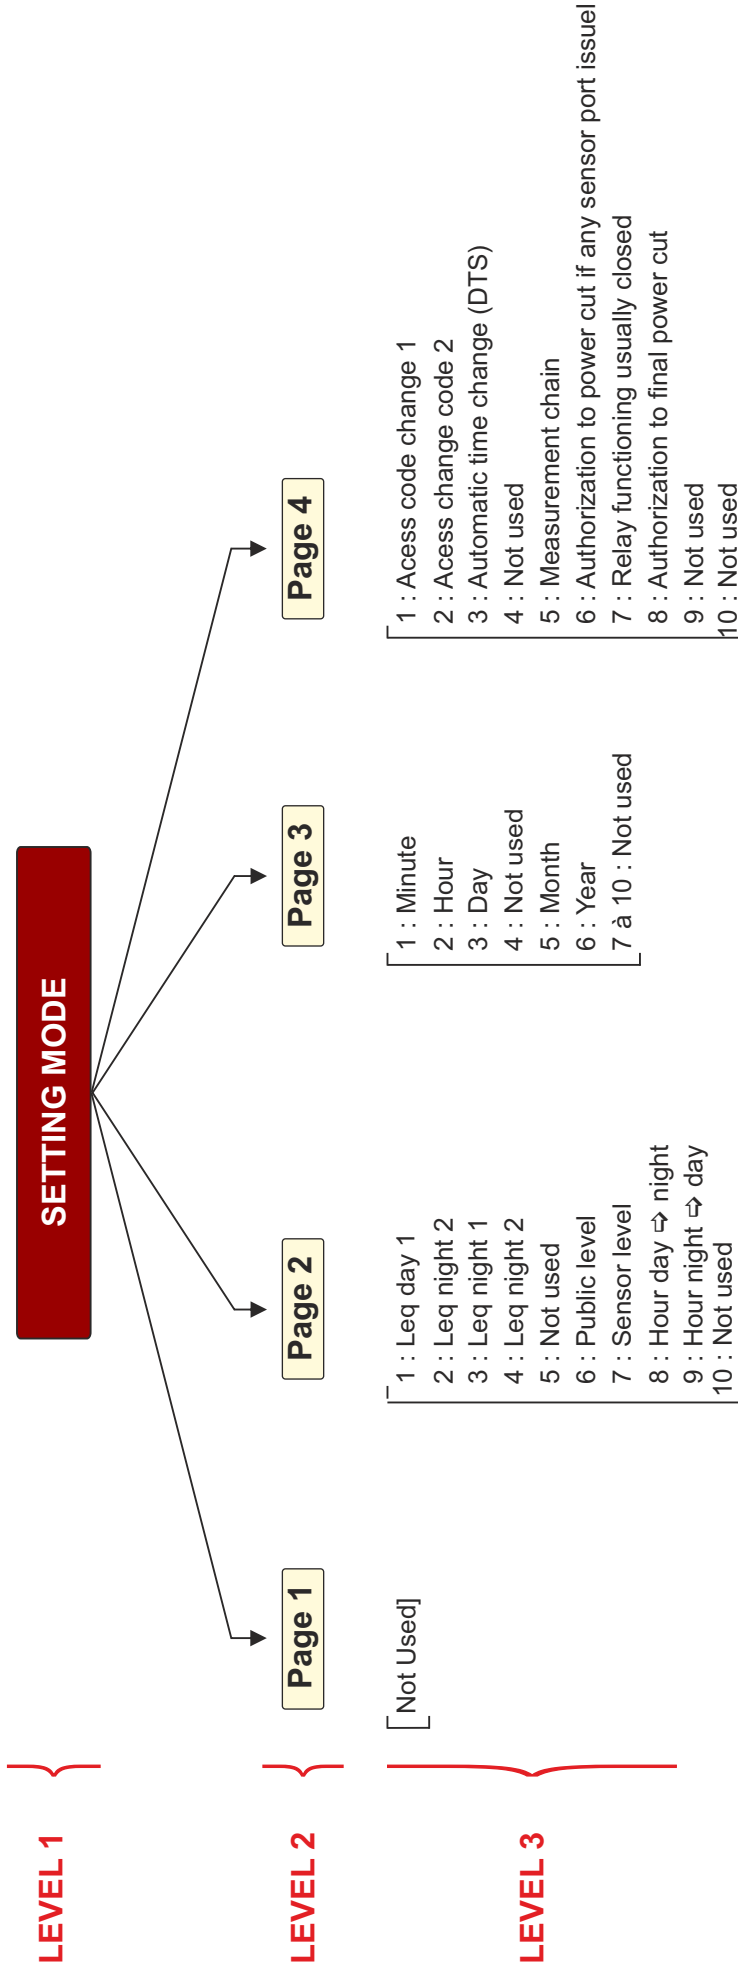 LEVEL 1
SETTING MODE
LEVEL 2
Page 1
Page 2
Page 3
Page 4
LEVEL 3
Not Used]
1 : Leq day 1
2 : Leq night 2
3 : Leq night 1
4 : Leq night 2
5 : Not used
6 : Public level
7 : Sensor level
8 : Hour day ➪ night
9 : Hour night ➪ day
10 : Not used
1 : Minute
2 : Hour
3 : Day
4 : Not used
5 : Month
6 : Year
7 à 10 : Not used
1 : Acess code change 1
2 : Acess change code 2
3 : Automatic time change (DTS)
4 : Not used
5 : Measurement chain
6 : Authorization to power cut if any sensor port issuel
7 : Relay functioning usually closed
8 : Authorization to final power cut
9 : Not used
10 : Not used